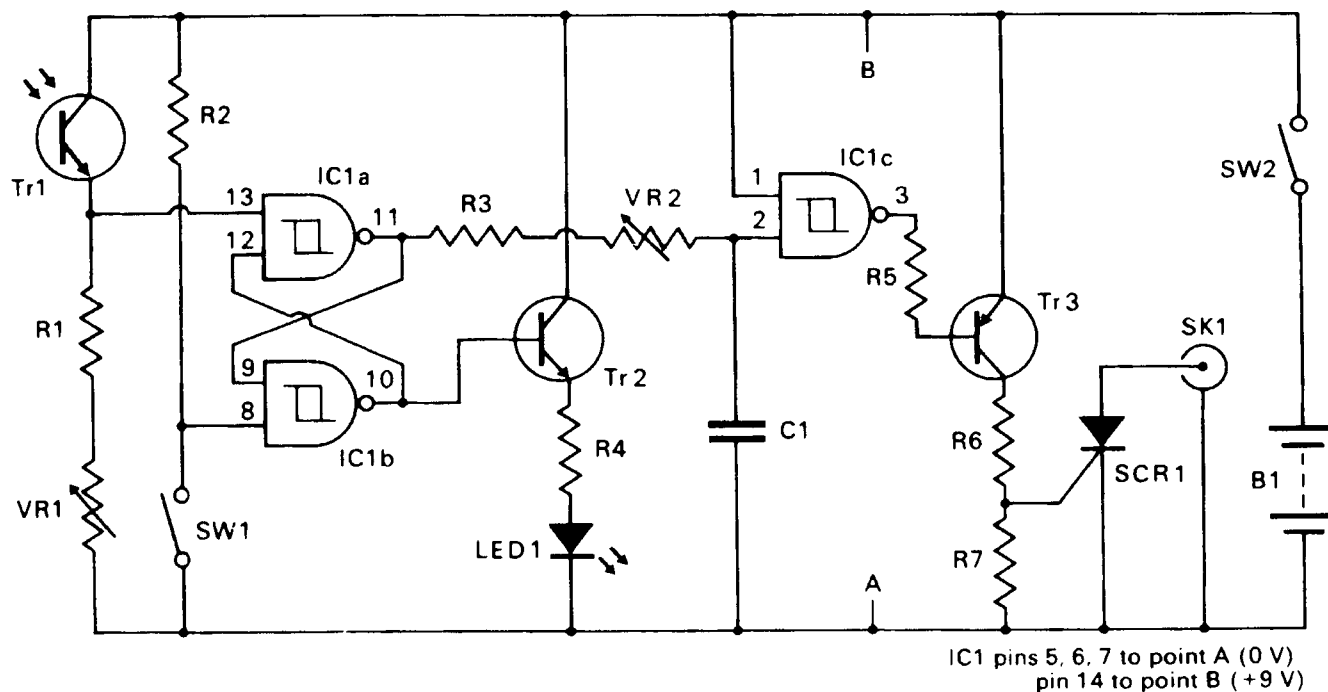 B
R2
Tr1
IC1a
IC1c
SW2
13
12
11
R3
VR2
1
2
3
R5
Tr3
R1
9
8
10
Tr2
SK1
IC1b
R4
C1
R6
SCR1
B1
VR1
SW1
LED1
R7
A
IC1 pins 5, 6, 7 to point A (0 V)
pin 14 to point B (+9 V)